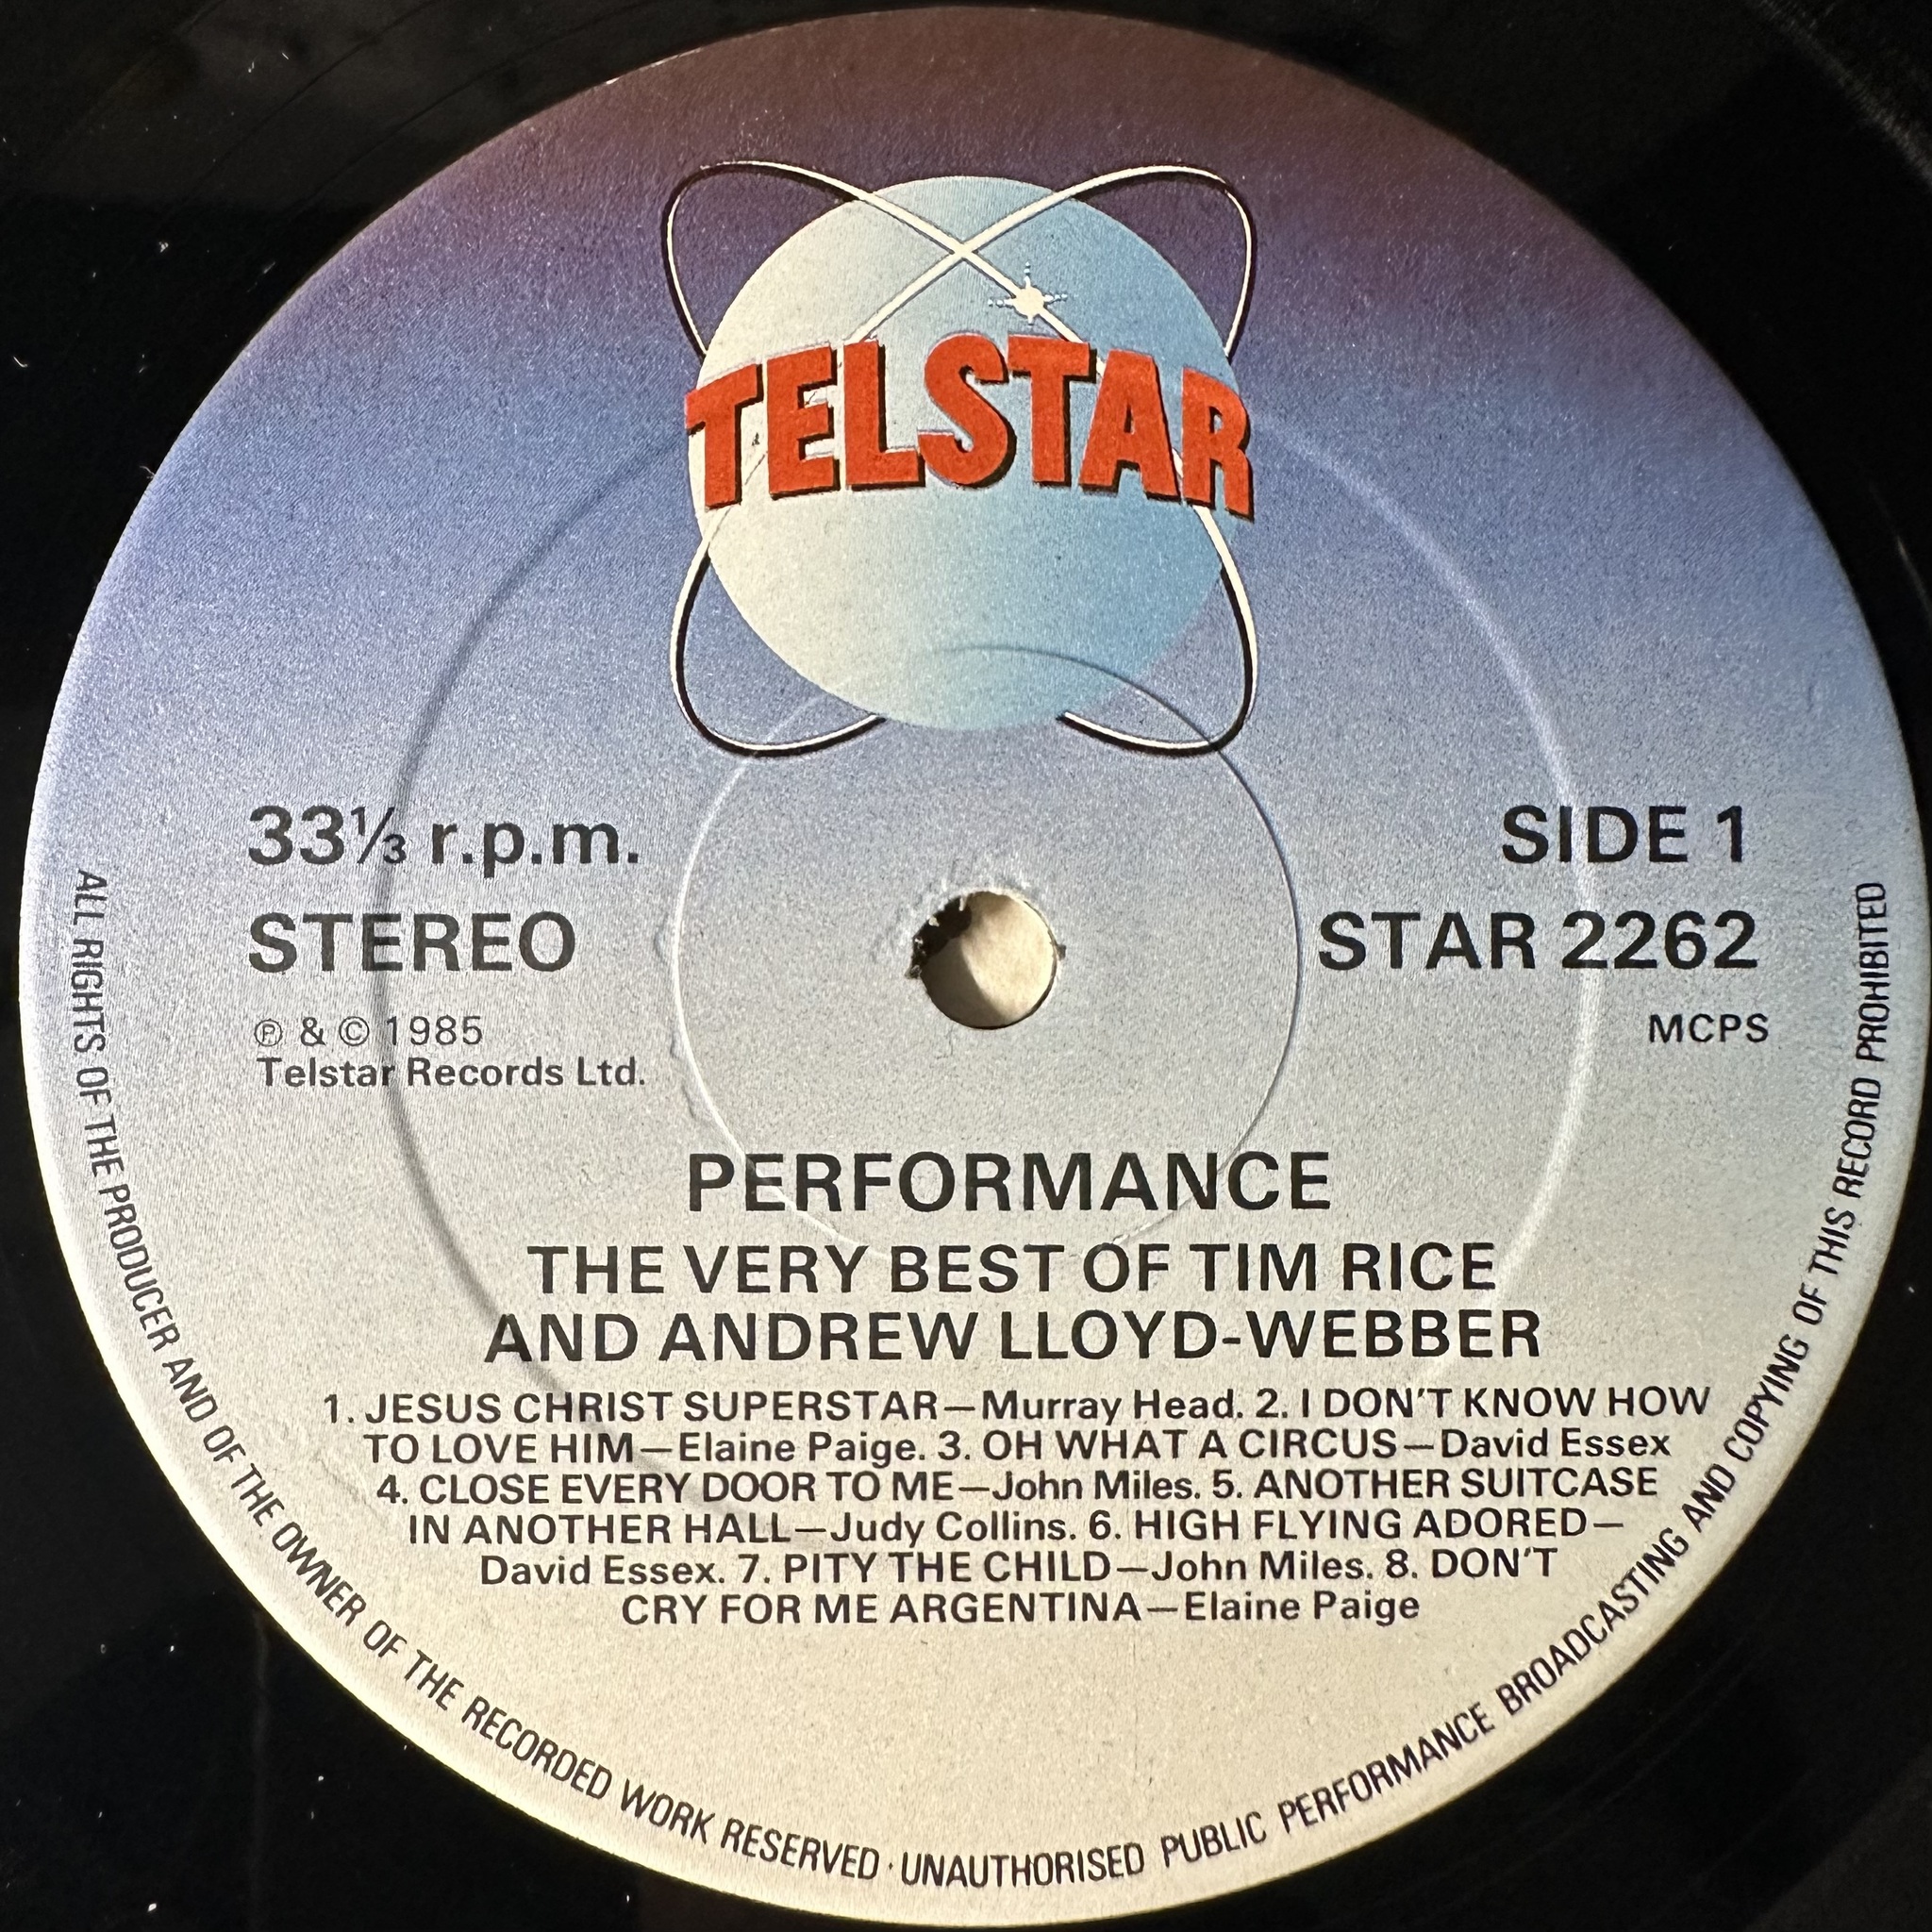 TELSTAR
33⅓ r.p.m.
STEREO
℗ & © 1985
Telstar Records Ltd.
SIDE 1
STAR 2262
MCPS
PERFORMANCE
THE VERY BEST OF TIM RICE
AND ANDREW LLOYD-WEBBER
1. JESUS CHRIST SUPERSTAR—Murray Head. 2. I DON'T KNOW HOW
TO LOVE HIM—Elaine Paige. 3. OH WHAT A CIRCUS—David Essex
4. CLOSE EVERY DOOR TO ME—John Miles. 5. ANOTHER SUITCASE
IN ANOTHER HALL—Judy Collins. 6. HIGH FLYING ADORED—
David Essex. 7. PITY THE CHILD—John Miles. 8. DON'T
CRY FOR ME ARGENTINA—Elaine Paige
ALL RIGHTS OF THE PRODUCER AND OF THE OWNER OF THE RECORDED WORK RESERVED · UNAUTHORISED PUBLIC PERFORMANCE BROADCASTING AND COPYING OF THIS RECORD PROHIBITED